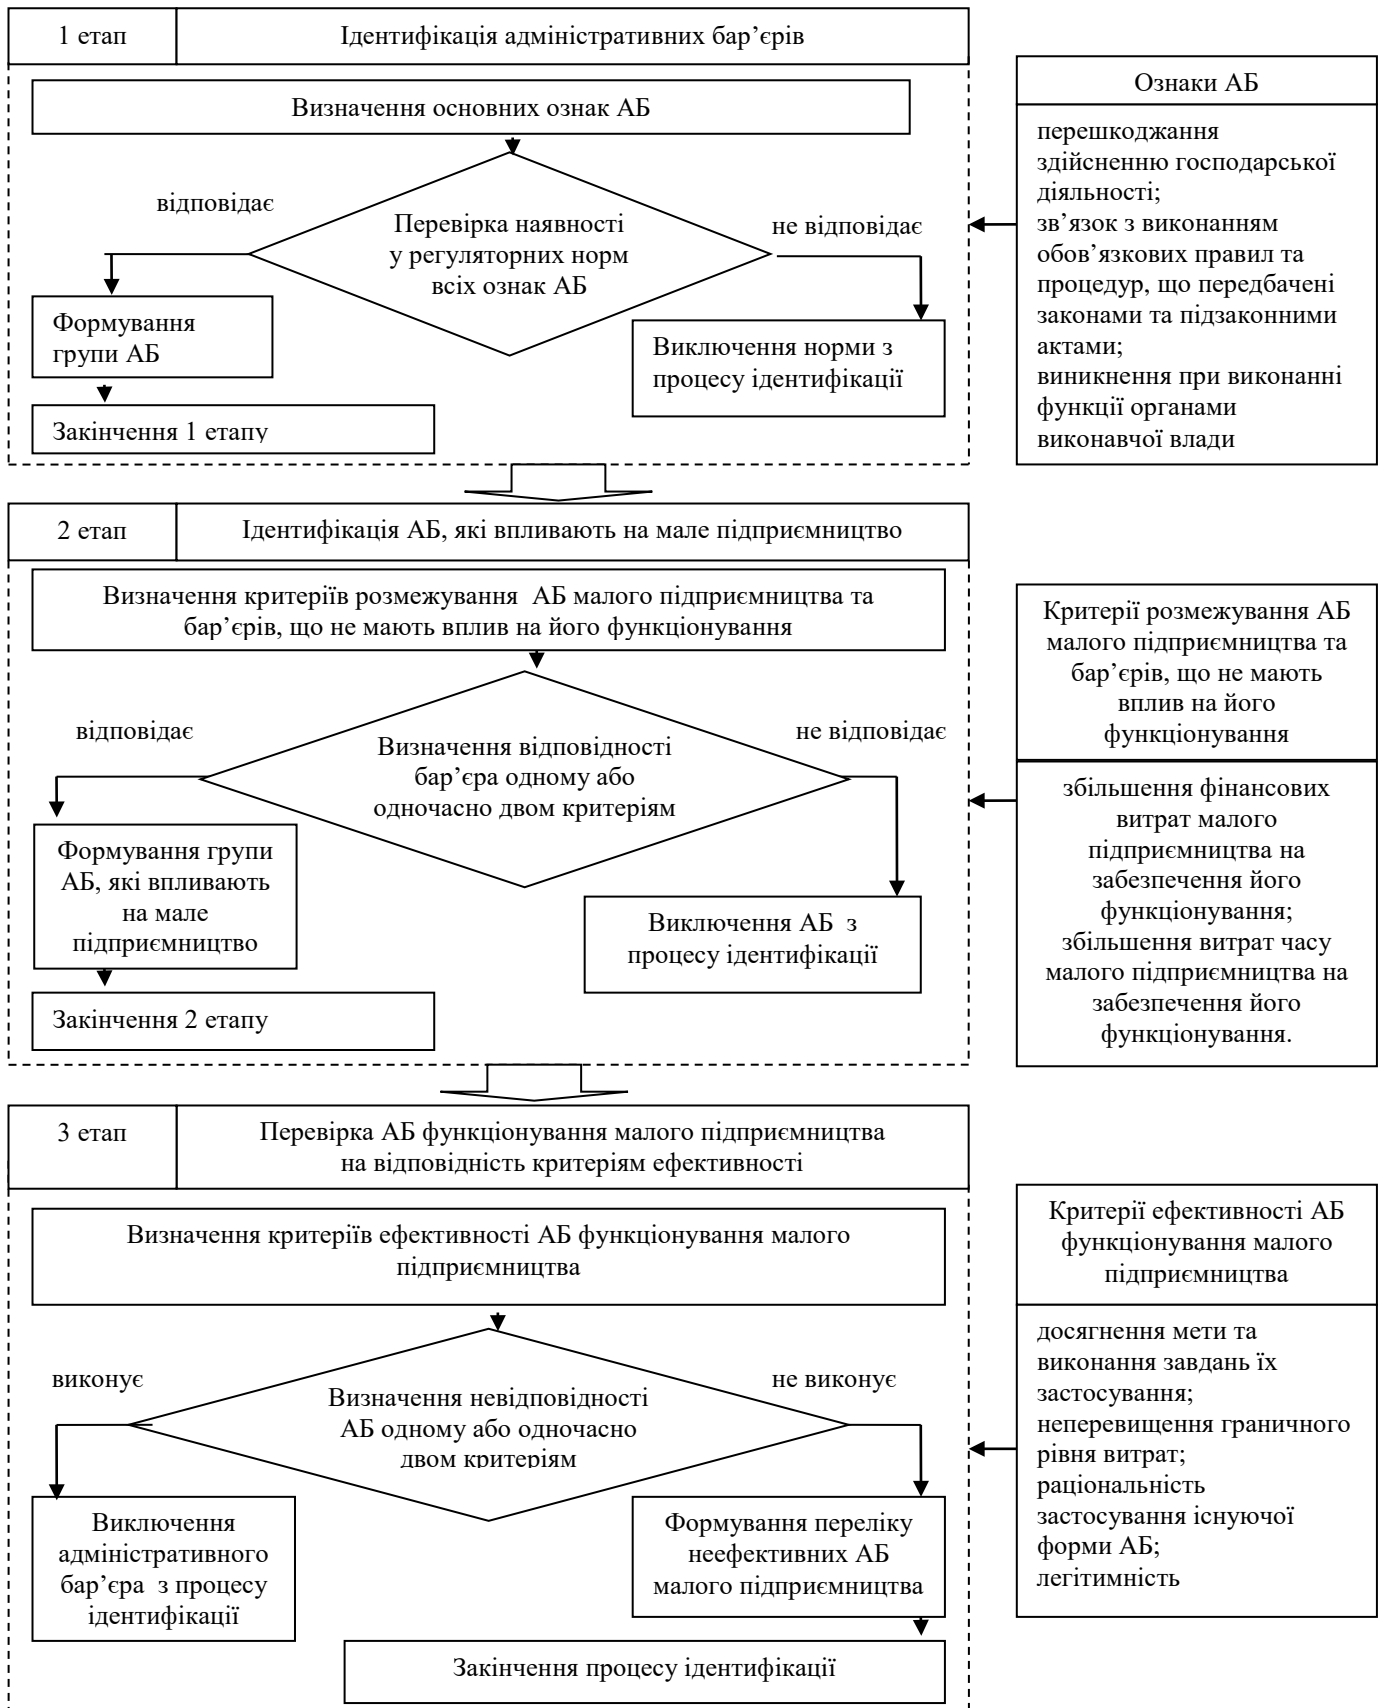 1 етап
Ідентифікація адміністративних бар’єрів
Визначення основних ознак АБ
відповідає
Перевірка наявності
у регуляторних норм
всіх ознак АБ
не відповідає
Формування
групи АБ
Виключення норми з
процесу ідентифікації
Закінчення 1 етапу
Ознаки АБ
перешкоджання
здійсненню господарської
діяльності;
зв’язок з виконанням
обов’язкових правил та
процедур, що передбачені
законами та підзаконними
актами;
виникнення при виконанні
функції органами
виконавчої влади
2 етап
Ідентифікація АБ, які впливають на мале підприємництво
Визначення критеріїв розмежування АБ малого підприємництва та
бар’єрів, що не мають вплив на його функціонування
відповідає
Визначення відповідності
бар’єра одному або
одночасно двом критеріям
не відповідає
Формування групи
АБ, які впливають
на мале
підприємництво
Виключення АБ з
процесу ідентифікації
Закінчення 2 етапу
Критерії розмежування АБ
малого підприємництва та
бар’єрів, що не мають
вплив на його
функціонування
збільшення фінансових
витрат малого
підприємництва на
забезпечення його
функціонування;
збільшення витрат часу
малого підприємництва на
забезпечення його
функціонування.
3 етап
Перевірка АБ функціонування малого підприємництва
на відповідність критеріям ефективності
Визначення критеріїв ефективності АБ функціонування малого
підприємництва
виконує
Визначення невідповідності
АБ одному або одночасно
двом критеріям
не виконує
Виключення
адміністративного
бар’єра з процесу
ідентифікації
Формування переліку
неефективних АБ
малого підприємництва
Закінчення процесу ідентифікації
Критерії ефективності АБ
функціонування малого
підприємництва
досягнення мети та
виконання завдань їх
застосування;
неперевищення граничного
рівня витрат;
раціональність
застосування існуючої
форми АБ;
легітимність